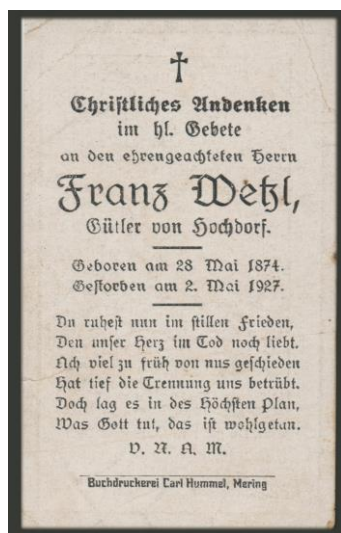 Christliches Andenken
im hl. Gebete
an den ehrengeachteten Herrn
Franz Wetzl,
Gütler von Hochdorf.
Geboren am 28 Mai 1874.
Gestorben am 2. Mai 1927.
Du ruhest nun im stillen Frieden,
Den unser Herz im Tod noch liebt.
Ach viel zu früh von uns geschieden
Hat tief die Trennung uns betrübt.
Doch lag es in des Höchsten Plan,
Was Gott tut, das ist wohlgetan.
V. U. A. M.
Buchdruckerei Carl Hummel, Mering